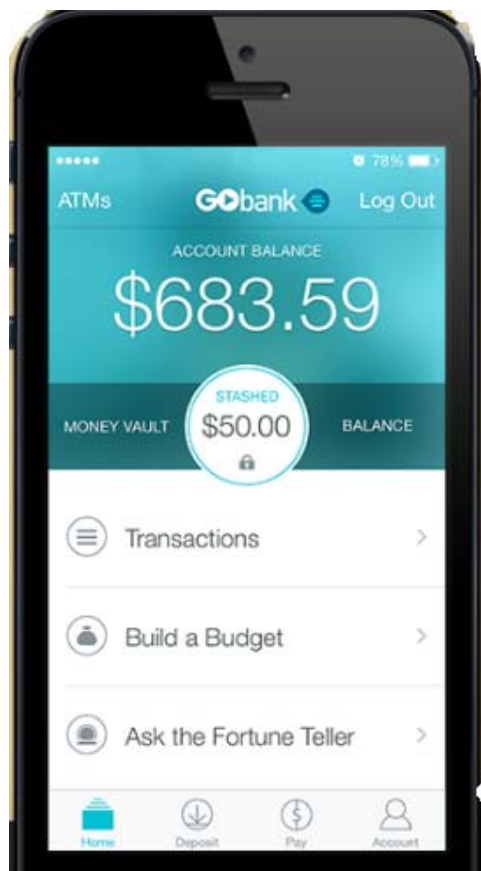 78%
ATMs
GObank
Log Out
ACCOUNT BALANCE
$683.59
STASHED
MONEY VAULT
$50.00
BALANCE
Transactions
Build a Budget
Ask the Fortune Teller
Home
Deposit
Pay
Account